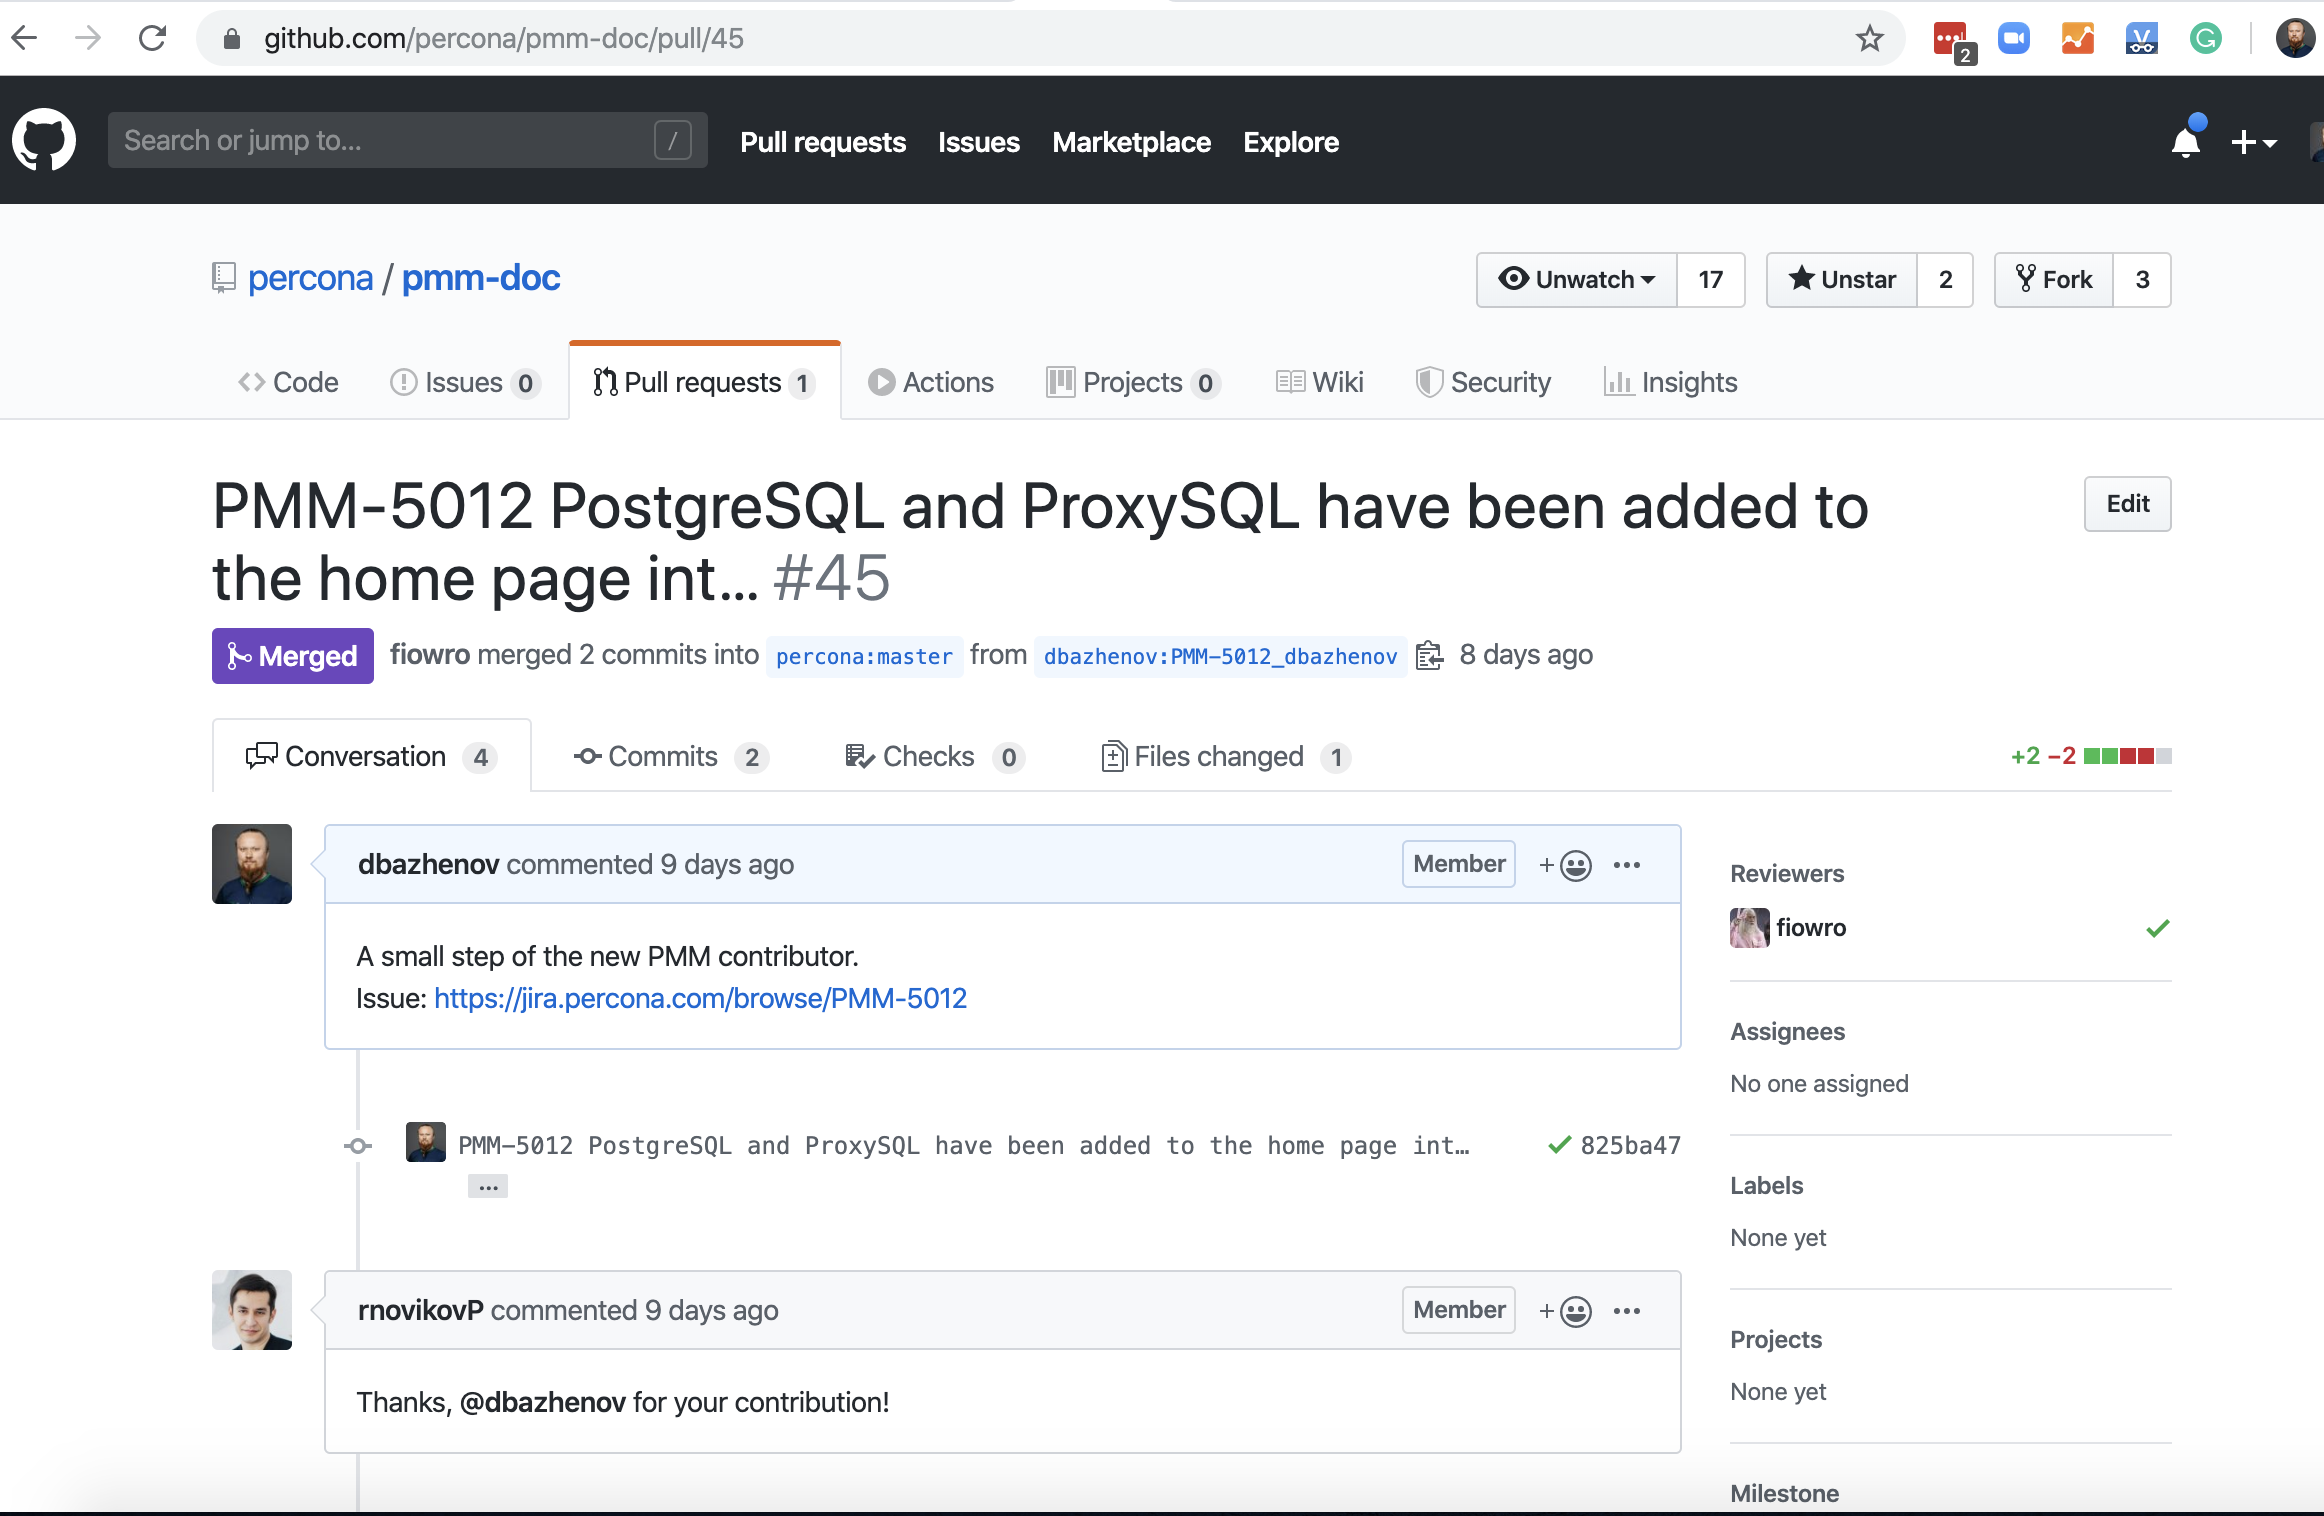 github.com/percona/pmm-doc/pull/45
2
Search or jump to...
/
Pull requests Issues Marketplace Explore
percona / pmm-doc
Unwatch 17
Unstar 2
Fork 3
Code
Issues 0
Pull requests 1
Actions
Projects 0
Wiki
Security
Insights
PMM-5012 PostgreSQL and ProxySQL have been added to
the home page int… #45
Edit
Merged fiowro merged 2 commits into percona:master from dbazhenov:PMM-5012_dbazhenov 8 days ago
Conversation 4
Commits 2
Checks 0
Files changed 1
+2 −2
dbazhenov commented 9 days ago
Member
A small step of the new PMM contributor.
Issue: https://jira.percona.com/browse/PMM-5012
PMM-5012 PostgreSQL and ProxySQL have been added to the home page int… 825ba47
…
rnovikovP commented 9 days ago
Member
Thanks, @dbazhenov for your contribution!
Reviewers
fiowro
Assignees
No one assigned
Labels
None yet
Projects
None yet
Milestone